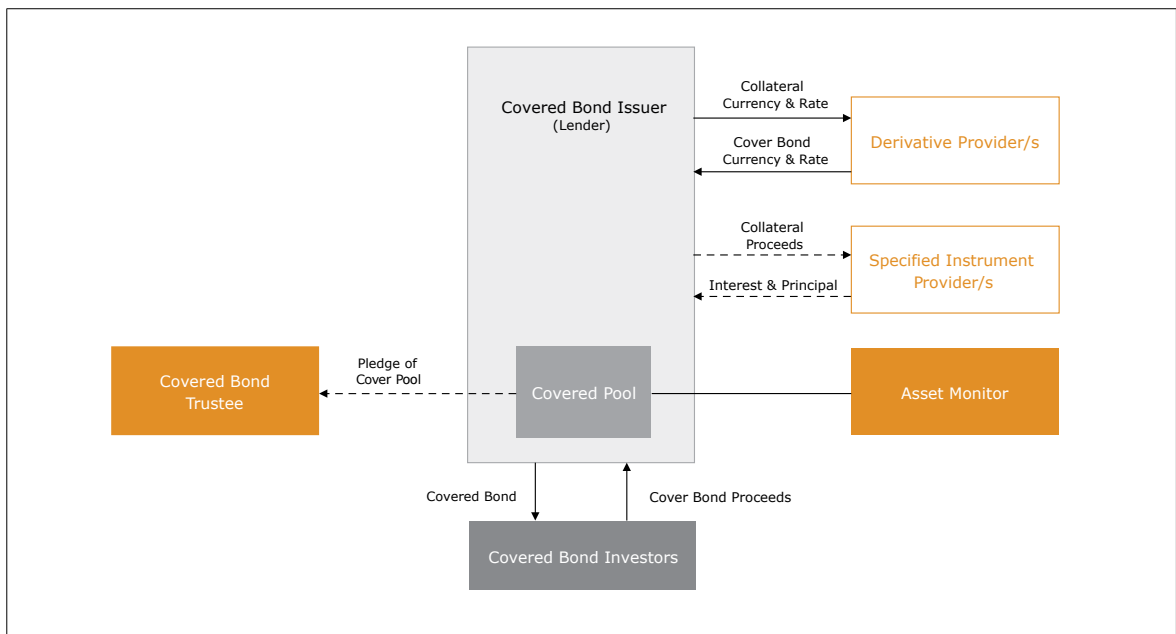 Covered Bond Issuer
(Lender)
Collateral
Currency & Rate
Cover Bond
Currency & Rate
Derivative Provider/s
Collateral
Proceeds
Interest & Principal
Specified Instrument
Provider/s
Covered Bond
Trustee
Pledge of
Cover Pool
Covered Pool
Asset Monitor
Covered Bond
Cover Bond Proceeds
Covered Bond Investors